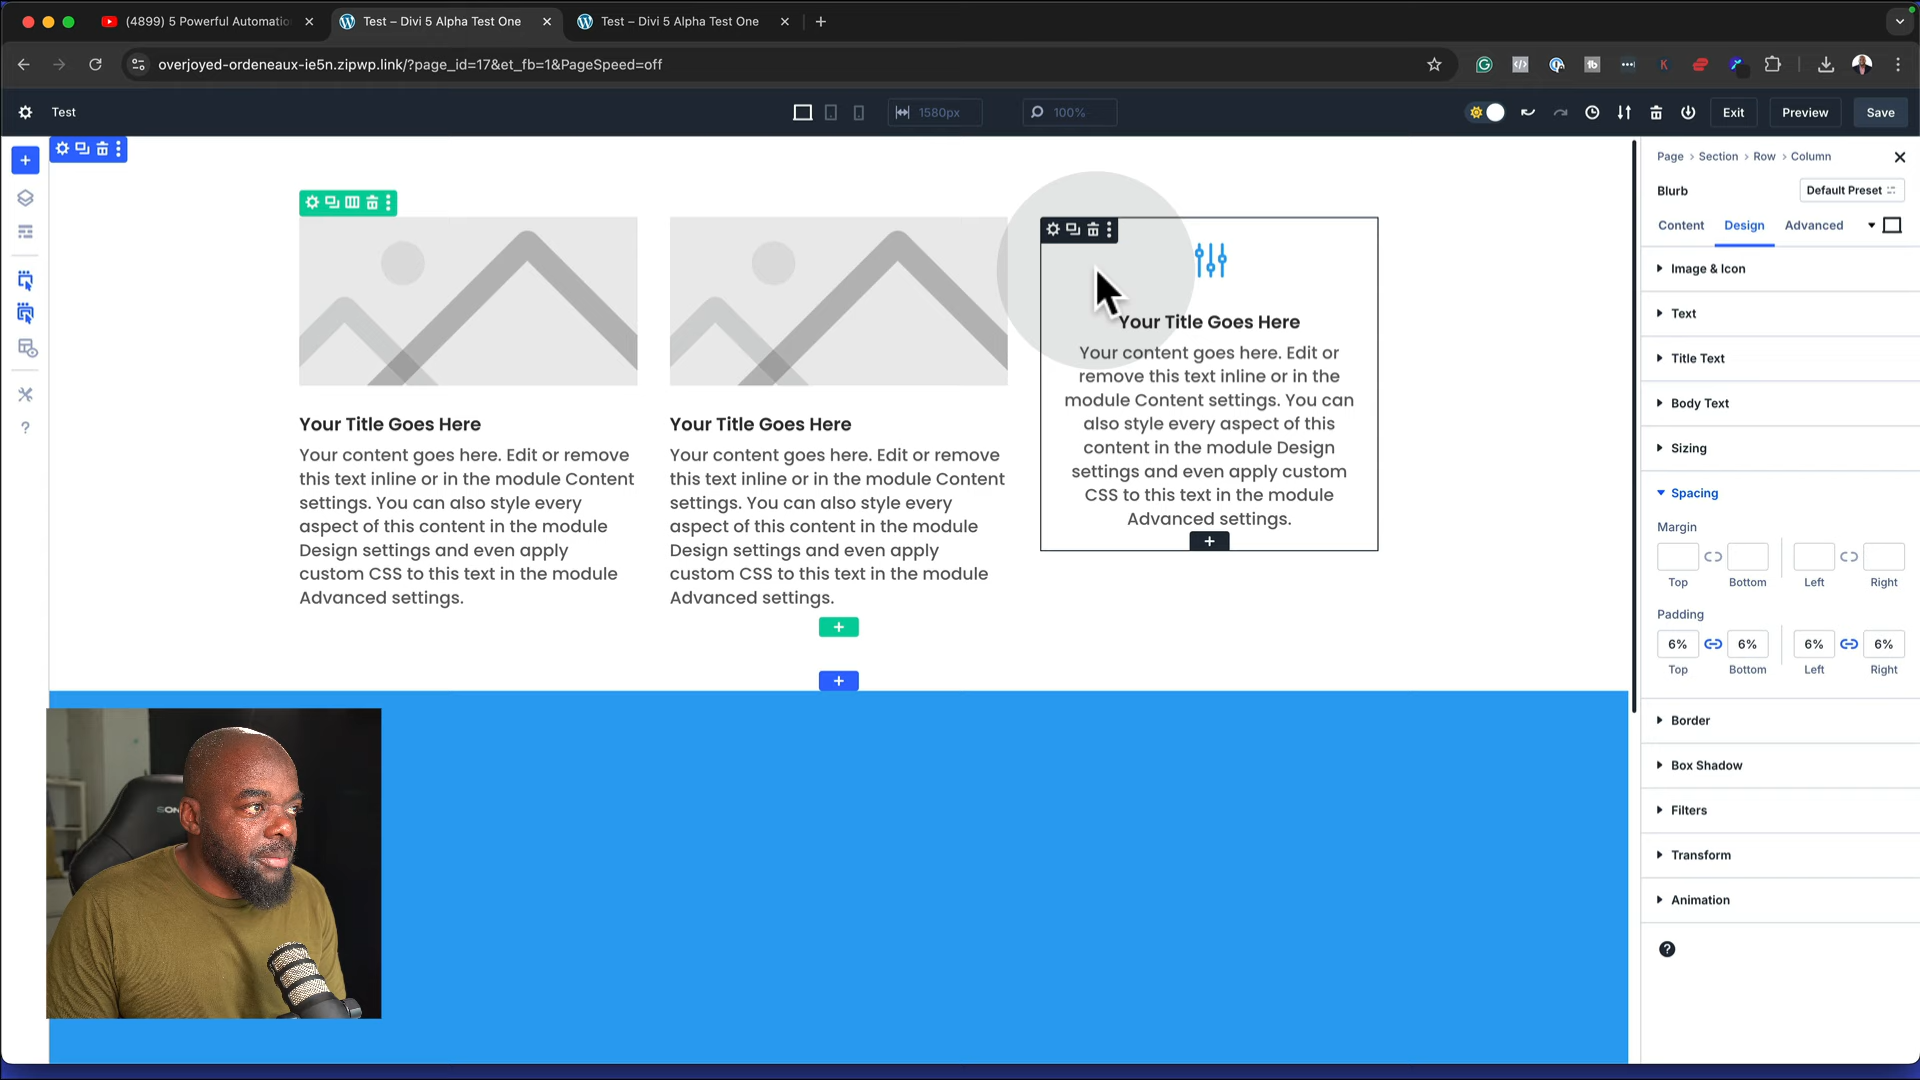 (4899) 5 Powerful Automatio
Test – Divi 5 Alpha Test One
Test – Divi 5 Alpha Test One
overjoyed-ordeneaux-ie5n.zipwp.link/?page_id=17&et_fb=1&PageSpeed=off
Test
1580px
100%
Exit
Preview
Save
Page > Section > Row > Column
Blurb
Default Preset
Content
Design
Advanced
Image & Icon
Text
Title Text
Body Text
Sizing
Spacing
Margin
Top
Bottom
Left
Right
Padding
6%
6%
6%
6%
Top
Bottom
Left
Right
Border
Box Shadow
Filters
Transform
Animation
Your Title Goes Here
Your content goes here. Edit or remove
this text inline or in the module Content
settings. You can also style every
aspect of this content in the module
Design settings and even apply
custom CSS to this text in the module
Advanced settings.
Your Title Goes Here
Your content goes here. Edit or remove
this text inline or in the module Content
settings. You can also style every
aspect of this content in the module
Design settings and even apply
custom CSS to this text in the module
Advanced settings.
Your Title Goes Here
Your content goes here. Edit or
remove this text inline or in the
module Content settings. You can
also style every aspect of this
content in the module Design
settings and even apply custom
CSS to this text in the module
Advanced settings.